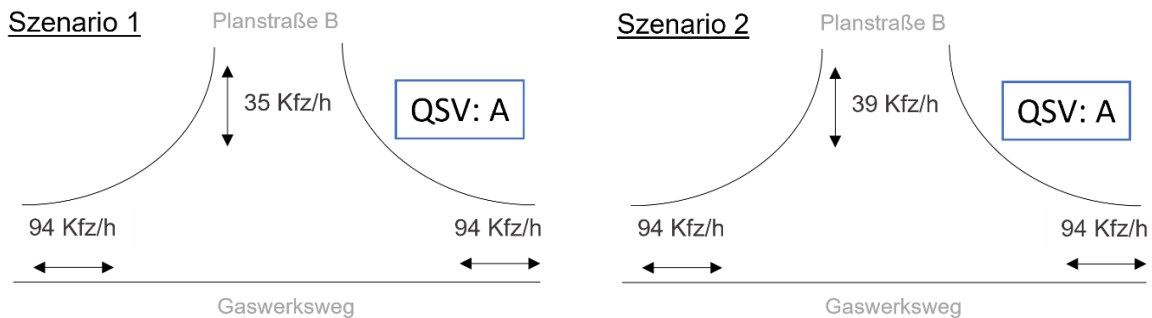 Szenario 1
Planstraße B
35 Kfz/h
QSV: A
94 Kfz/h
94 Kfz/h
Gaswerksweg
Szenario 2
Planstraße B
39 Kfz/h
QSV: A
94 Kfz/h
94 Kfz/h
Gaswerksweg